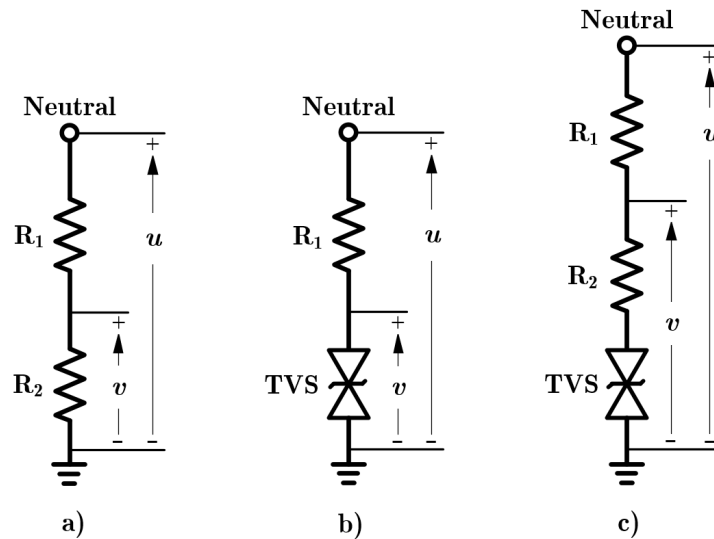 Neutral
R1
R2
+
u
+
v
-
-
a)
Neutral
R1
TVS
+
u
+
v
-
-
b)
Neutral
R1
R2
TVS
+
u
+
v
-
-
c)